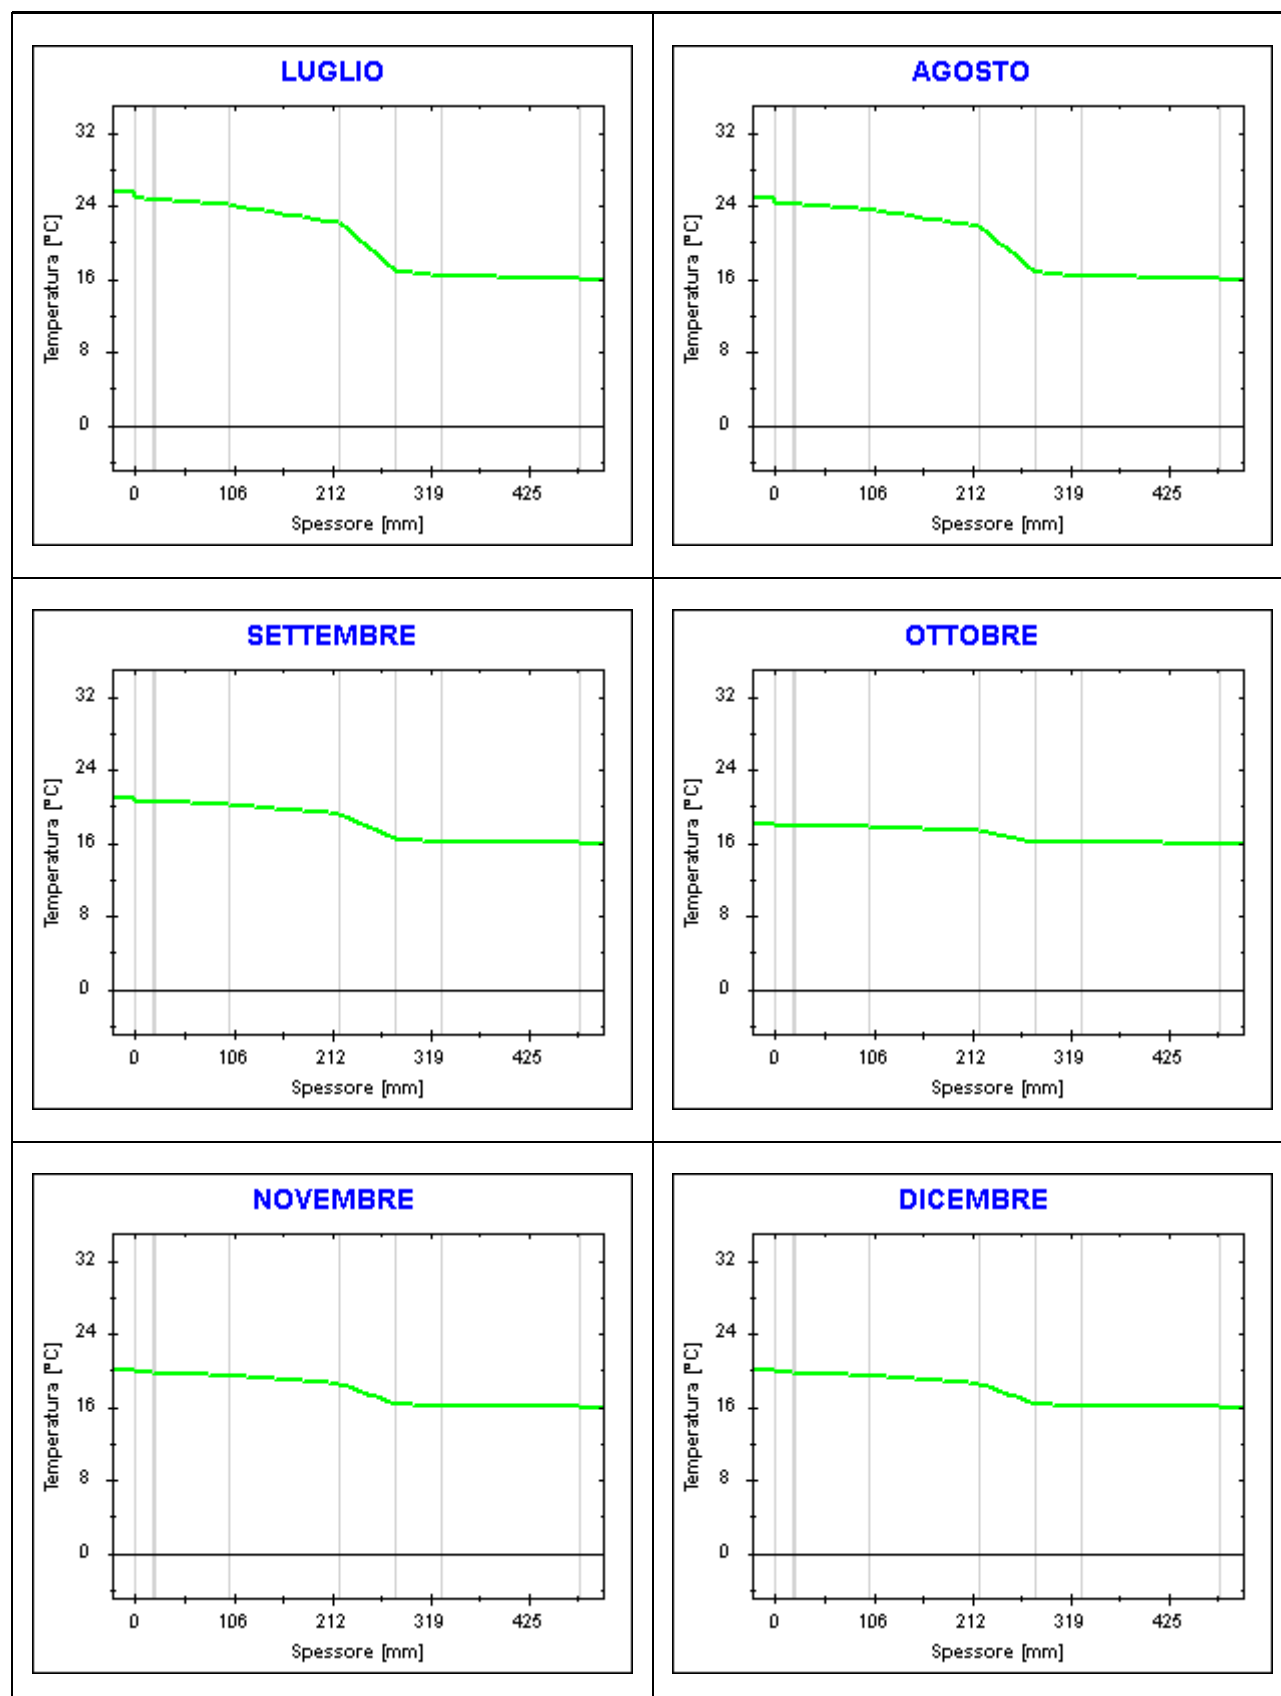 LUGLIO
32
24
16
8
0
Temperatura [°C]
0 106 212 319 425
Spessore [mm]
AGOSTO
32
24
16
8
0
Temperatura [°C]
0 106 212 319 425
Spessore [mm]
SETTEMBRE
32
24
16
8
0
Temperatura [°C]
0 106 212 319 425
Spessore [mm]
OTTOBRE
32
24
16
8
0
Temperatura [°C]
0 106 212 319 425
Spessore [mm]
NOVEMBRE
32
24
16
8
0
Temperatura [°C]
0 106 212 319 425
Spessore [mm]
DICEMBRE
32
24
16
8
0
Temperatura [°C]
0 106 212 319 425
Spessore [mm]